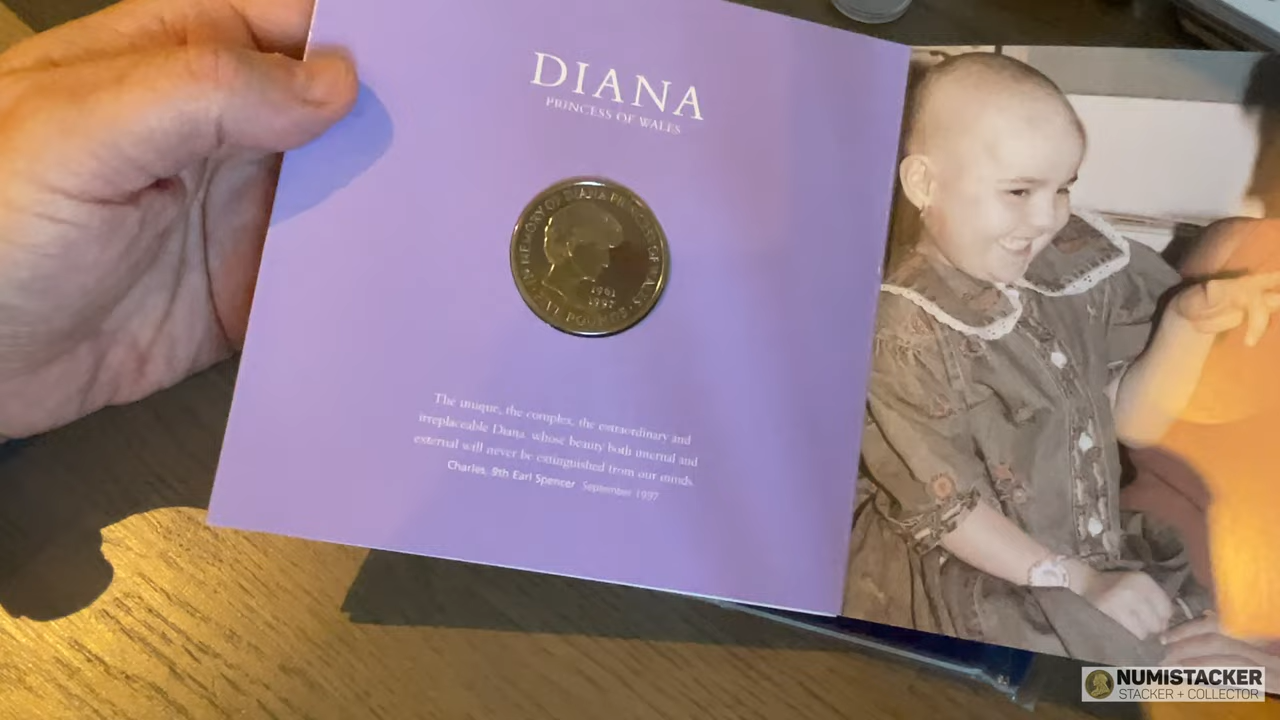 DIANA
PRINCESS OF WALES
IN MEMORY OF DIANA PRINCESS OF WALES
1961
1997
FIVE POUNDS
The unique, the complex, the extraordinary and
irreplaceable Diana, whose beauty both internal and
external will never be extinguished from our minds.
Charles, 9th Earl Spencer September 1997
NUMISTACKER
STACKER + COLLECTOR